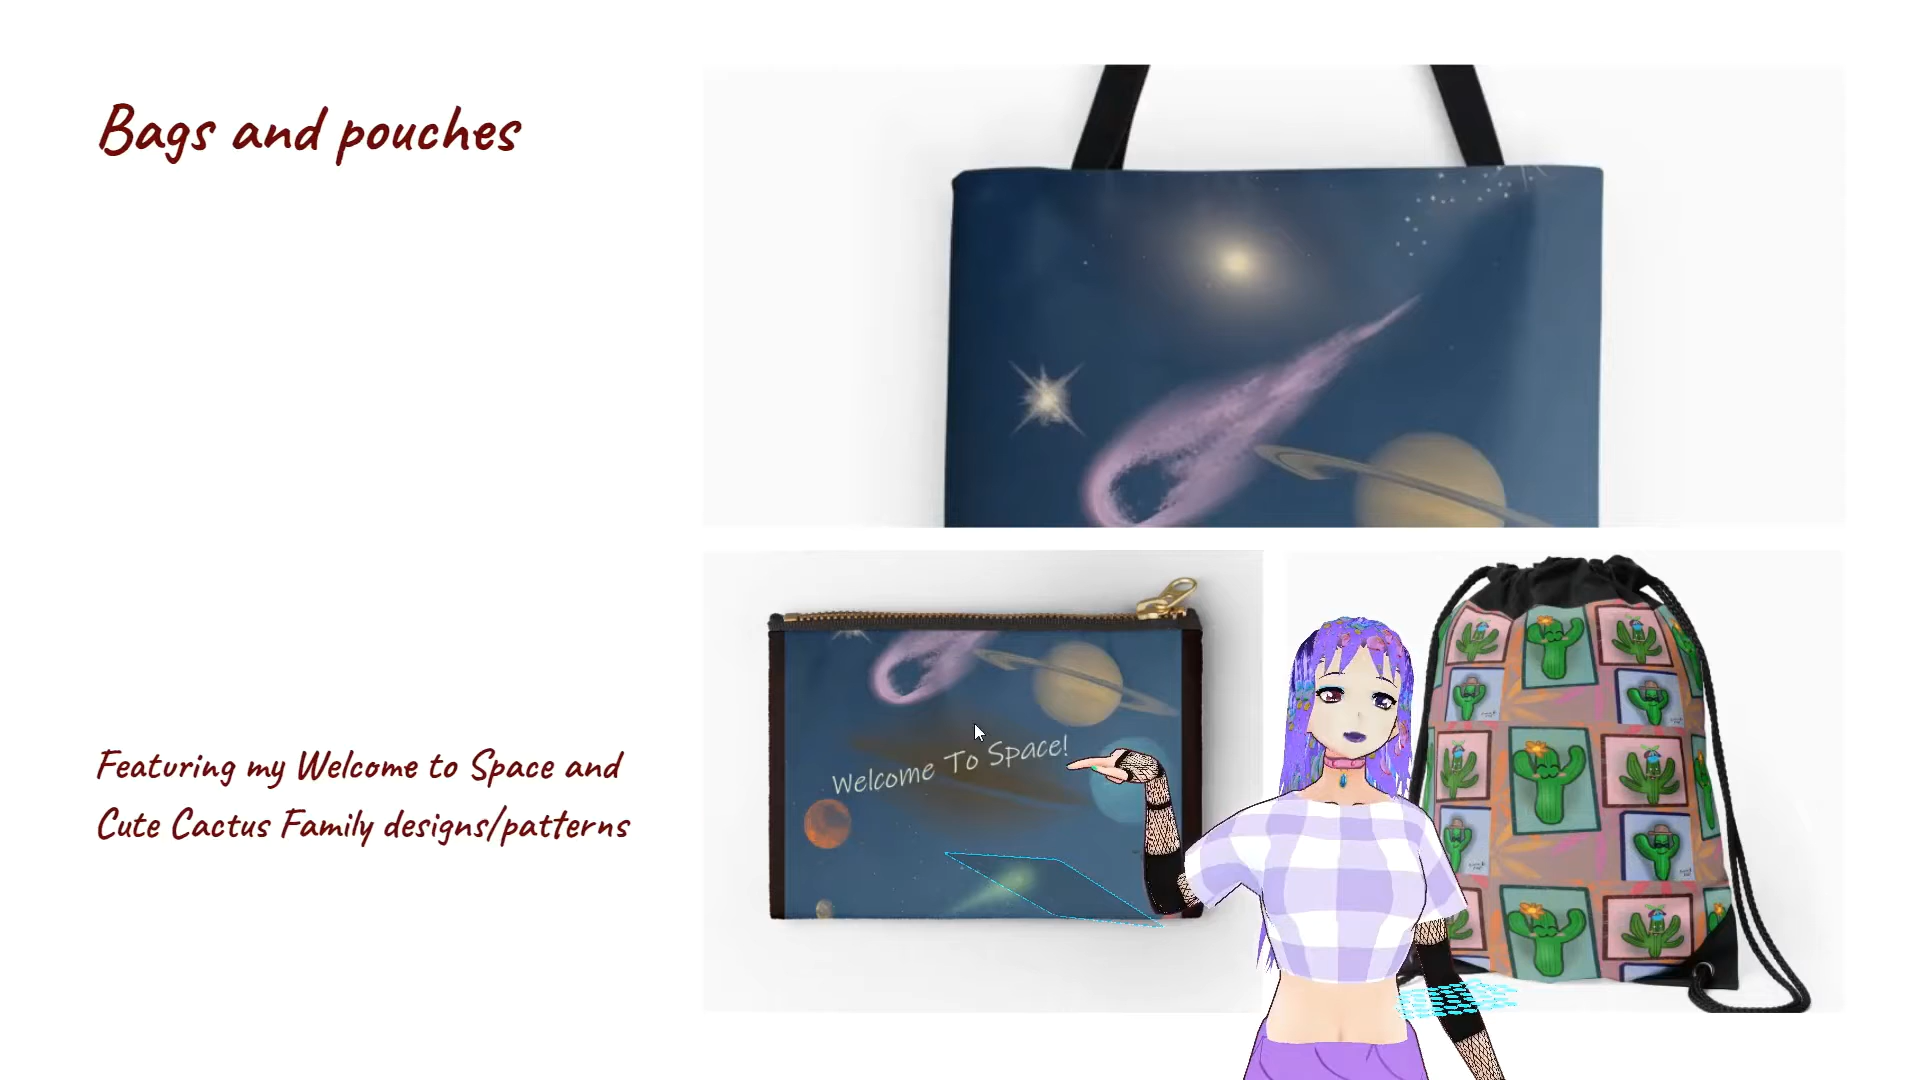 Bags and pouches
Welcome To Space!
Featuring my Welcome to Space and
Cute Cactus Family designs/patterns